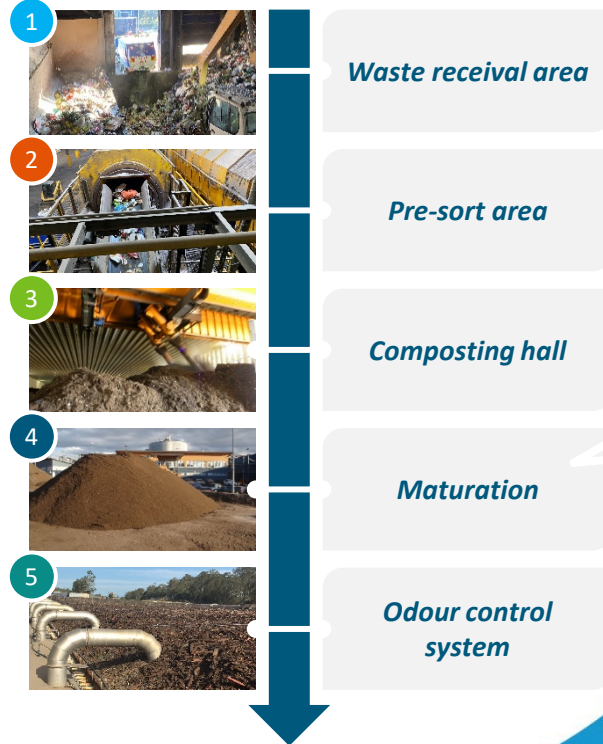 1
Waste receival area
2
Pre-sort area
3
Composting hall
4
Maturation
5
Odour control
system